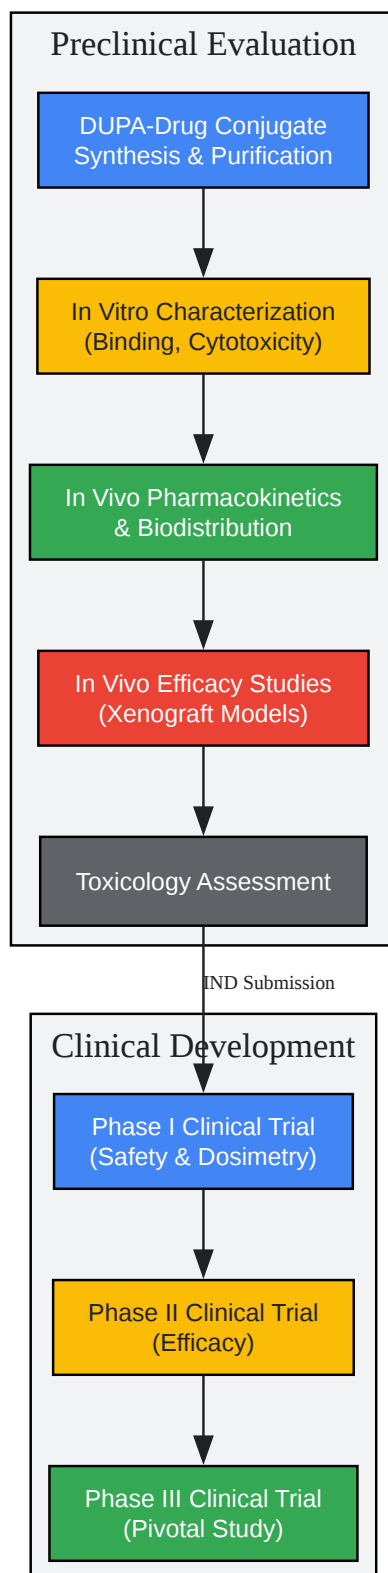 Preclinical Evaluation
DUPA-Drug Conjugate
Synthesis & Purification
In Vitro Characterization
(Binding, Cytotoxicity)
In Vivo Pharmacokinetics
& Biodistribution
In Vivo Efficacy Studies
(Xenograft Models)
Toxicology Assessment
IND Submission
Clinical Development
Phase I Clinical Trial
(Safety & Dosimetry)
Phase II Clinical Trial
(Efficacy)
Phase III Clinical Trial
(Pivotal Study)